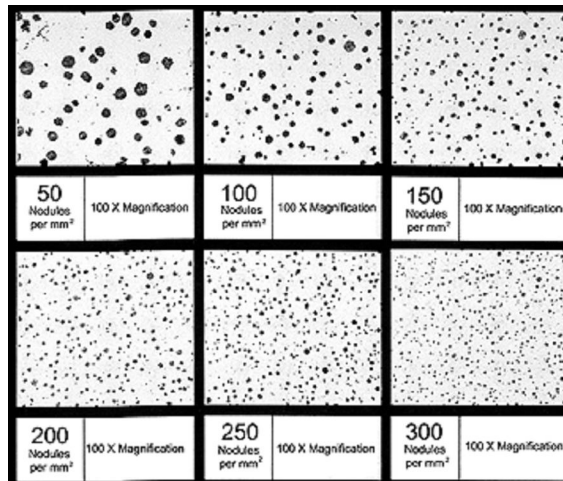 50
Nodules
per mm²
100 X Magnification
100
Nodules
per mm²
100 X Magnification
150
Nodules
per mm²
100 X Magnification
200
Nodules
per mm²
100 X Magnification
250
Nodules
per mm²
100 X Magnification
300
Nodules
per mm²
100 X Magnification